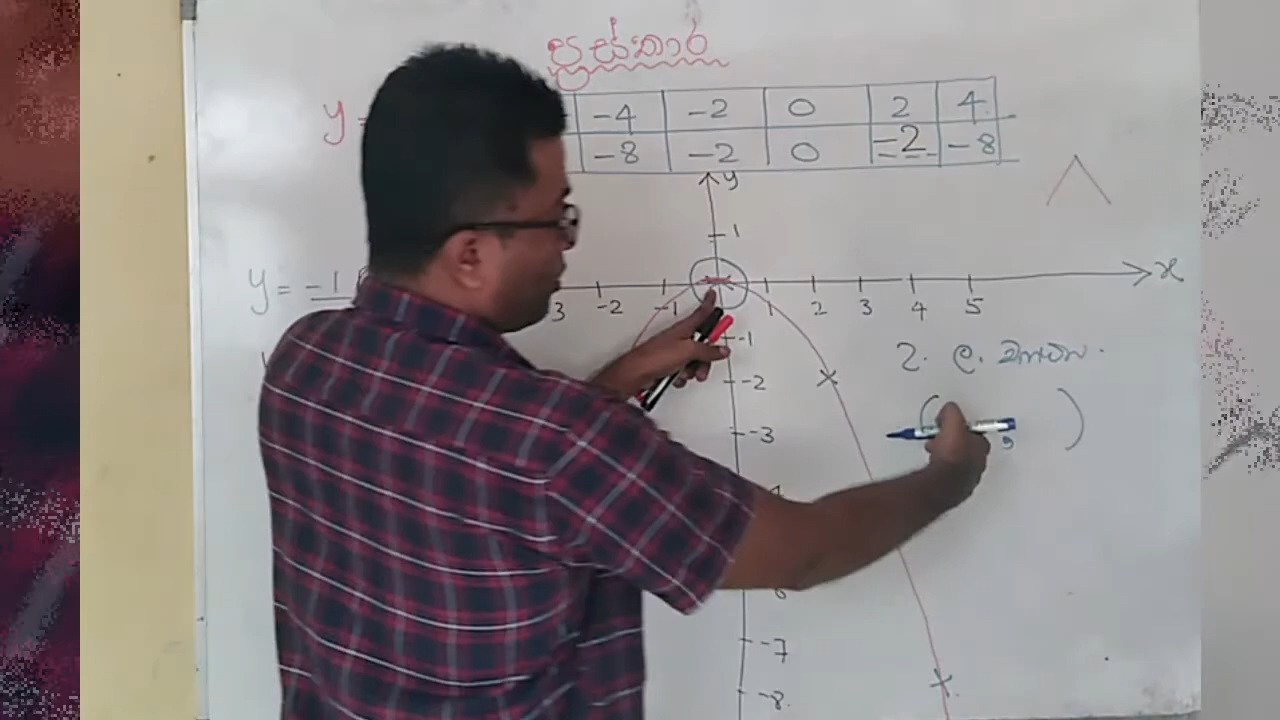 ප්‍රස්තාර
y = -4 -2 0 2 4
-8 -2 0 -2 -8
y
1
y = -1
3 -2 -1 1 2 3 4 5 x
-1
-2
-3
-7
-8
2. ල.
( , )